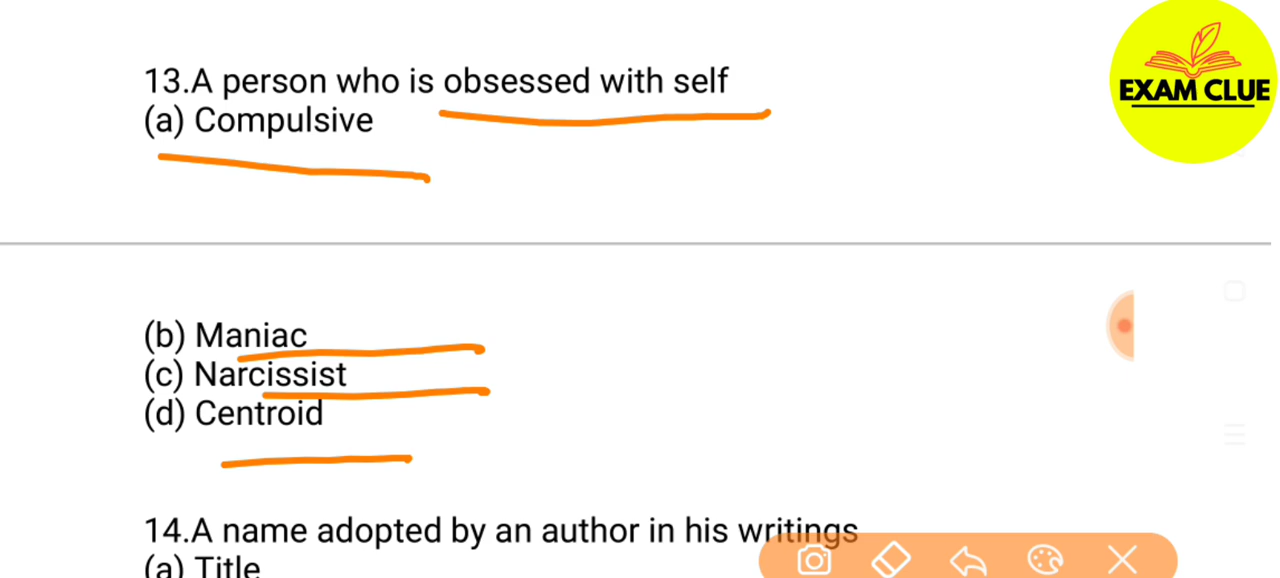 13.A person who is obsessed with self
EXAM CLUE
(a) Compulsive
(b) Maniac
(c) Narcissist
(d) Centroid
14.A name adopted by an author in his writings
(a) Title